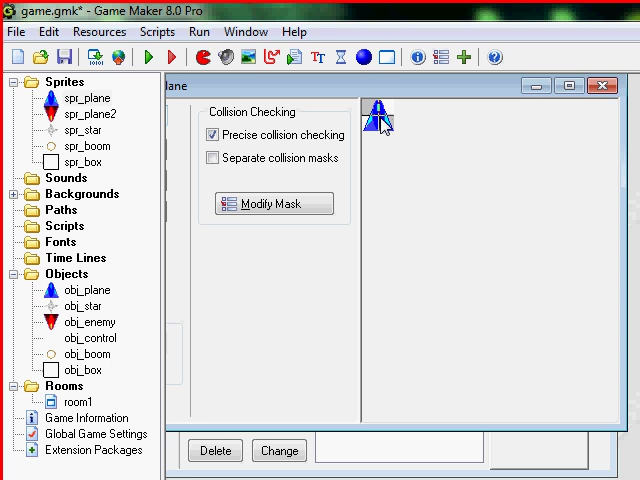 game.gmk* - Game Maker 8.0 Pro
File Edit Resources Scripts Run Window Help
Sprites
spr_plane
spr_plane2
spr_star
spr_boom
spr_box
Sounds
Backgrounds
Paths
Scripts
Fonts
Time Lines
Objects
obj_plane
obj_star
obj_enemy
obj_control
obj_boom
obj_box
Rooms
room1
Game Information
Global Game Settings
Extension Packages
lane
Collision Checking
Precise collision checking
Separate collision masks
Modify Mask
Delete Change